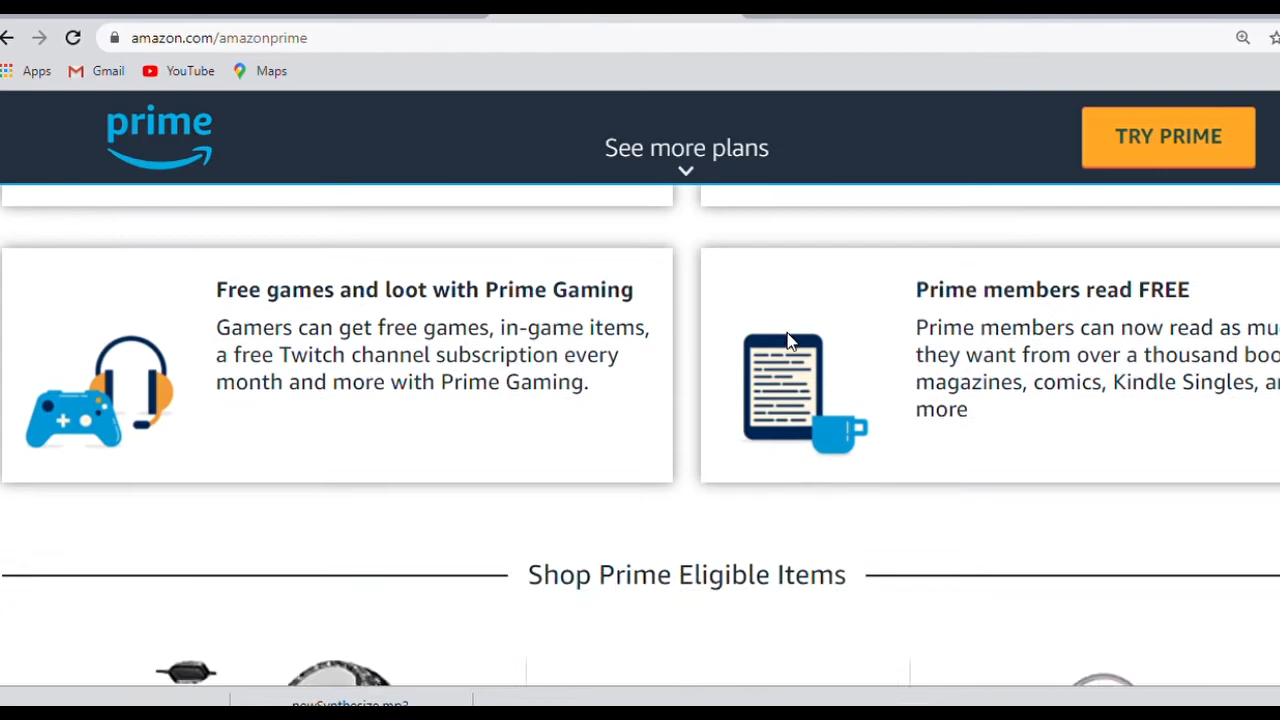 amazon.com/amazonprime
Apps
Gmail
YouTube
Maps
prime
See more plans
TRY PRIME
Free games and loot with Prime Gaming
Gamers can get free games, in-game items,
a free Twitch channel subscription every
month and more with Prime Gaming.
Prime members read FREE
Prime members can now read as mu
they want from over a thousand boo
magazines, comics, Kindle Singles, a
more
Shop Prime Eligible Items
newSynthesize.mp3